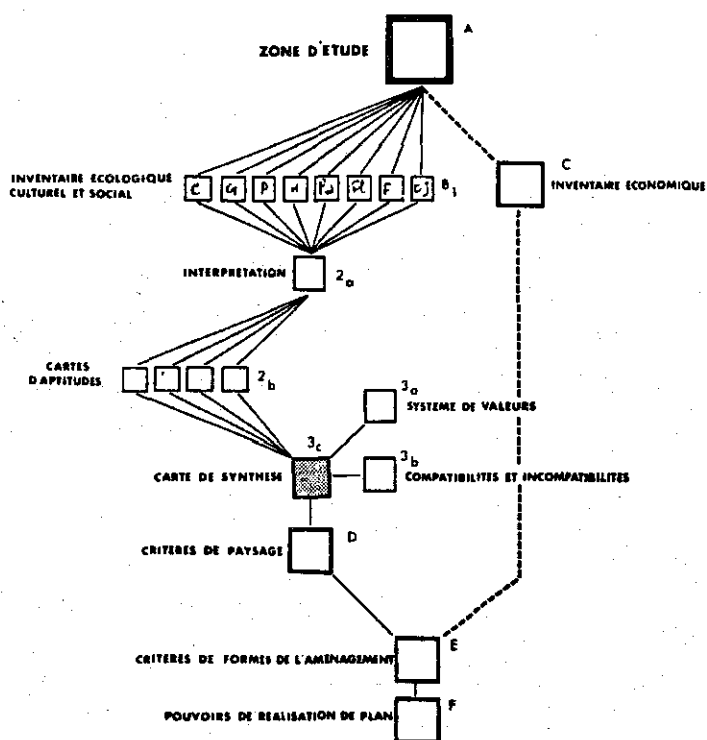 A
ZONE D'ETUDE
C
INVENTAIRE ECOLOGIQUE
CULTUREL ET SOCIAL
C G P H Pd Fl F
INVENTAIRE ECONOMIQUE
INTERPRETATION
2a
CARTES
D'APTITUDES
2b
3a
SYSTEME DE VALEURS
3c
3b
CARTE DE SYNTHESE
COMPATIBILITES ET INCOMPATIBILITES
D
CRITERES DE PAYSAGE
E
CRITERES DE FORMES DE L'AMENAGEMENT
F
POUVOIRS DE REALISATION DE PLAN